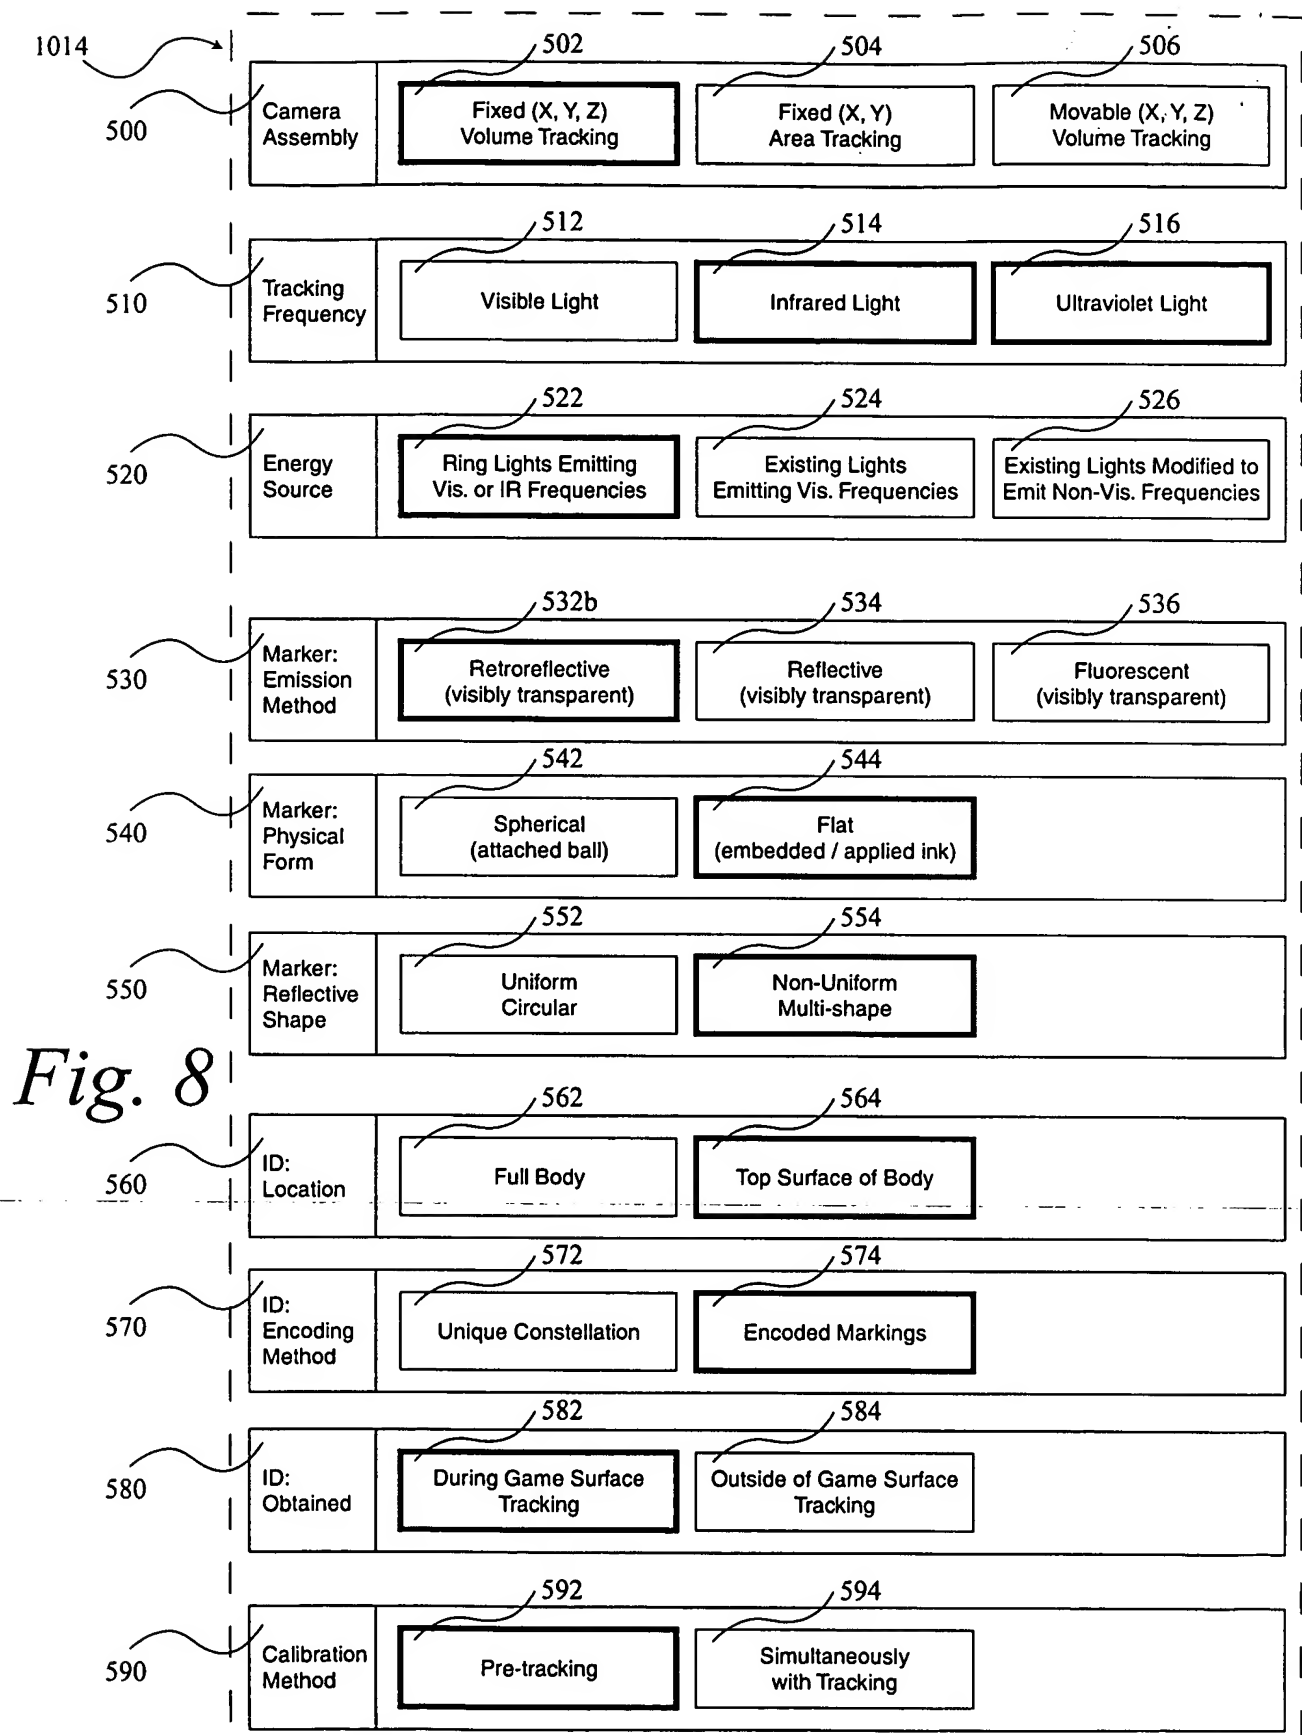 1014
502
504
506
500
Camera
Assembly
Fixed (X, Y, Z)
Volume Tracking
Fixed (X, Y)
Area Tracking
Movable (X, Y, Z)
Volume Tracking
512
514
516
510
Tracking
Frequency
Visible Light
Infrared Light
Ultraviolet Light
522
524
526
520
Energy
Source
Ring Lights Emitting
Vis. or IR Frequencies
Existing Lights
Emitting Vis. Frequencies
Existing Lights Modified to
Emit Non-Vis. Frequencies
532b
534
536
530
Marker:
Emission
Method
Retroreflective
(visibly transparent)
Reflective
(visibly transparent)
Fluorescent
(visibly transparent)
542
544
540
Marker:
Physical
Form
Spherical
(attached ball)
Flat
(embedded / applied ink)
552
554
550
Marker:
Reflective
Shape
Uniform
Circular
Non-Uniform
Multi-shape
Fig. 8
562
564
560
ID:
Location
Full Body
Top Surface of Body
572
574
570
ID:
Encoding
Method
Unique Constellation
Encoded Markings
582
584
580
ID:
Obtained
During Game Surface
Tracking
Outside of Game Surface
Tracking
592
594
590
Calibration
Method
Pre-tracking
Simultaneously
with Tracking